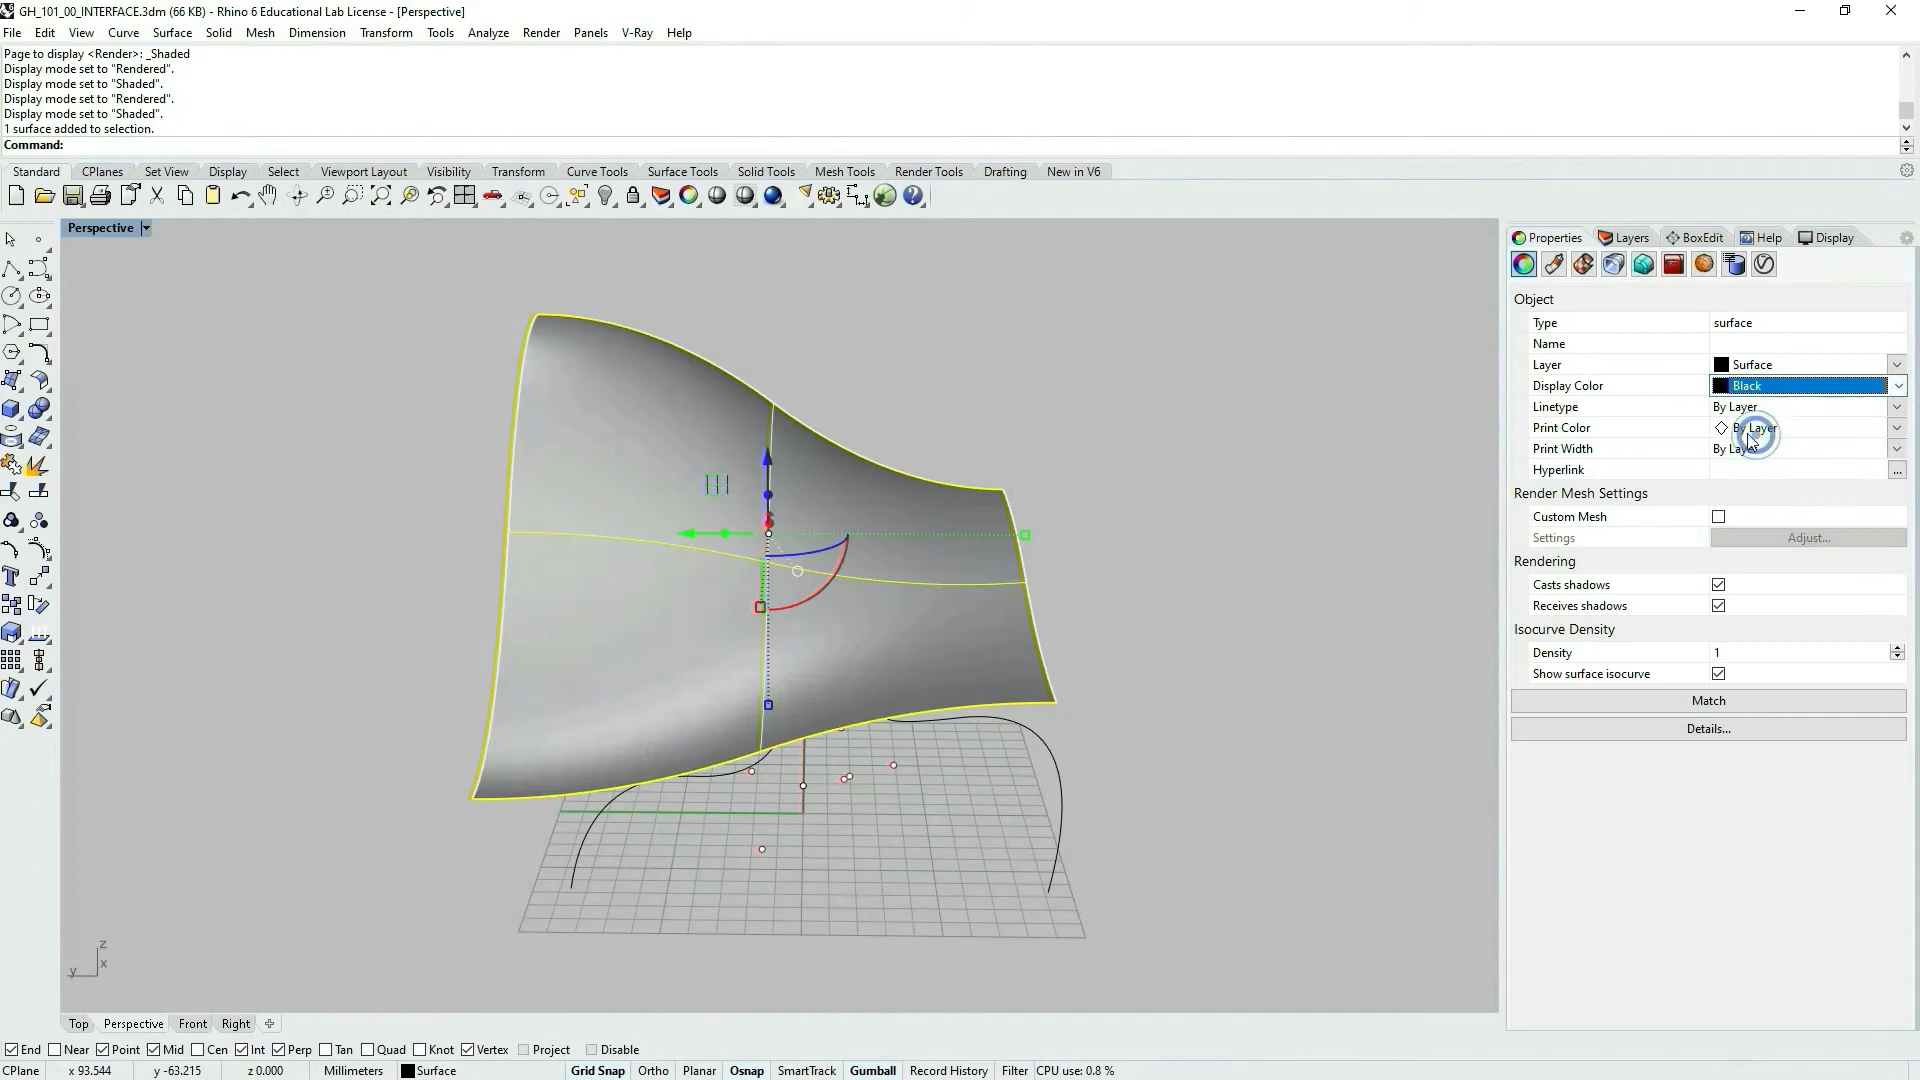 GH_101_00_INTERFACE.3dm (66 KB) - Rhino 6 Educational Lab License - [Perspective]
File Edit View Curve Surface Solid Mesh Dimension Transform Tools Analyze Render Panels V-Ray Help
Page to display <Render>: _Shaded
Display mode set to "Rendered".
Display mode set to "Shaded".
Display mode set to "Rendered".
Display mode set to "Shaded".
1 surface added to selection.
Command:
Standard CPlanes Set View Display Select Viewport Layout Visibility Transform Curve Tools Surface Tools Solid Tools Mesh Tools Render Tools Drafting New in V6
Perspective
Properties Layers BoxEdit Help Display
Object
Type surface
Name
Layer Surface
Display Color Black
Linetype By Layer
Print Color By Layer
Print Width By Layer
Hyperlink ...
Render Mesh Settings
Custom Mesh
Settings Adjust...
Rendering
Casts shadows
Receives shadows
Isocurve Density
Density 1
Show surface isocurve
Match
Details...
z
y x
Top Perspective Front Right
End Near Point Mid Cen Int Perp Tan Quad Knot Vertex Project Disable
CPlane x 93.544 y -63.215 z 0.000 Millimeters Surface Grid Snap Ortho Planar Osnap SmartTrack Gumball Record History Filter CPU use: 0.8 %